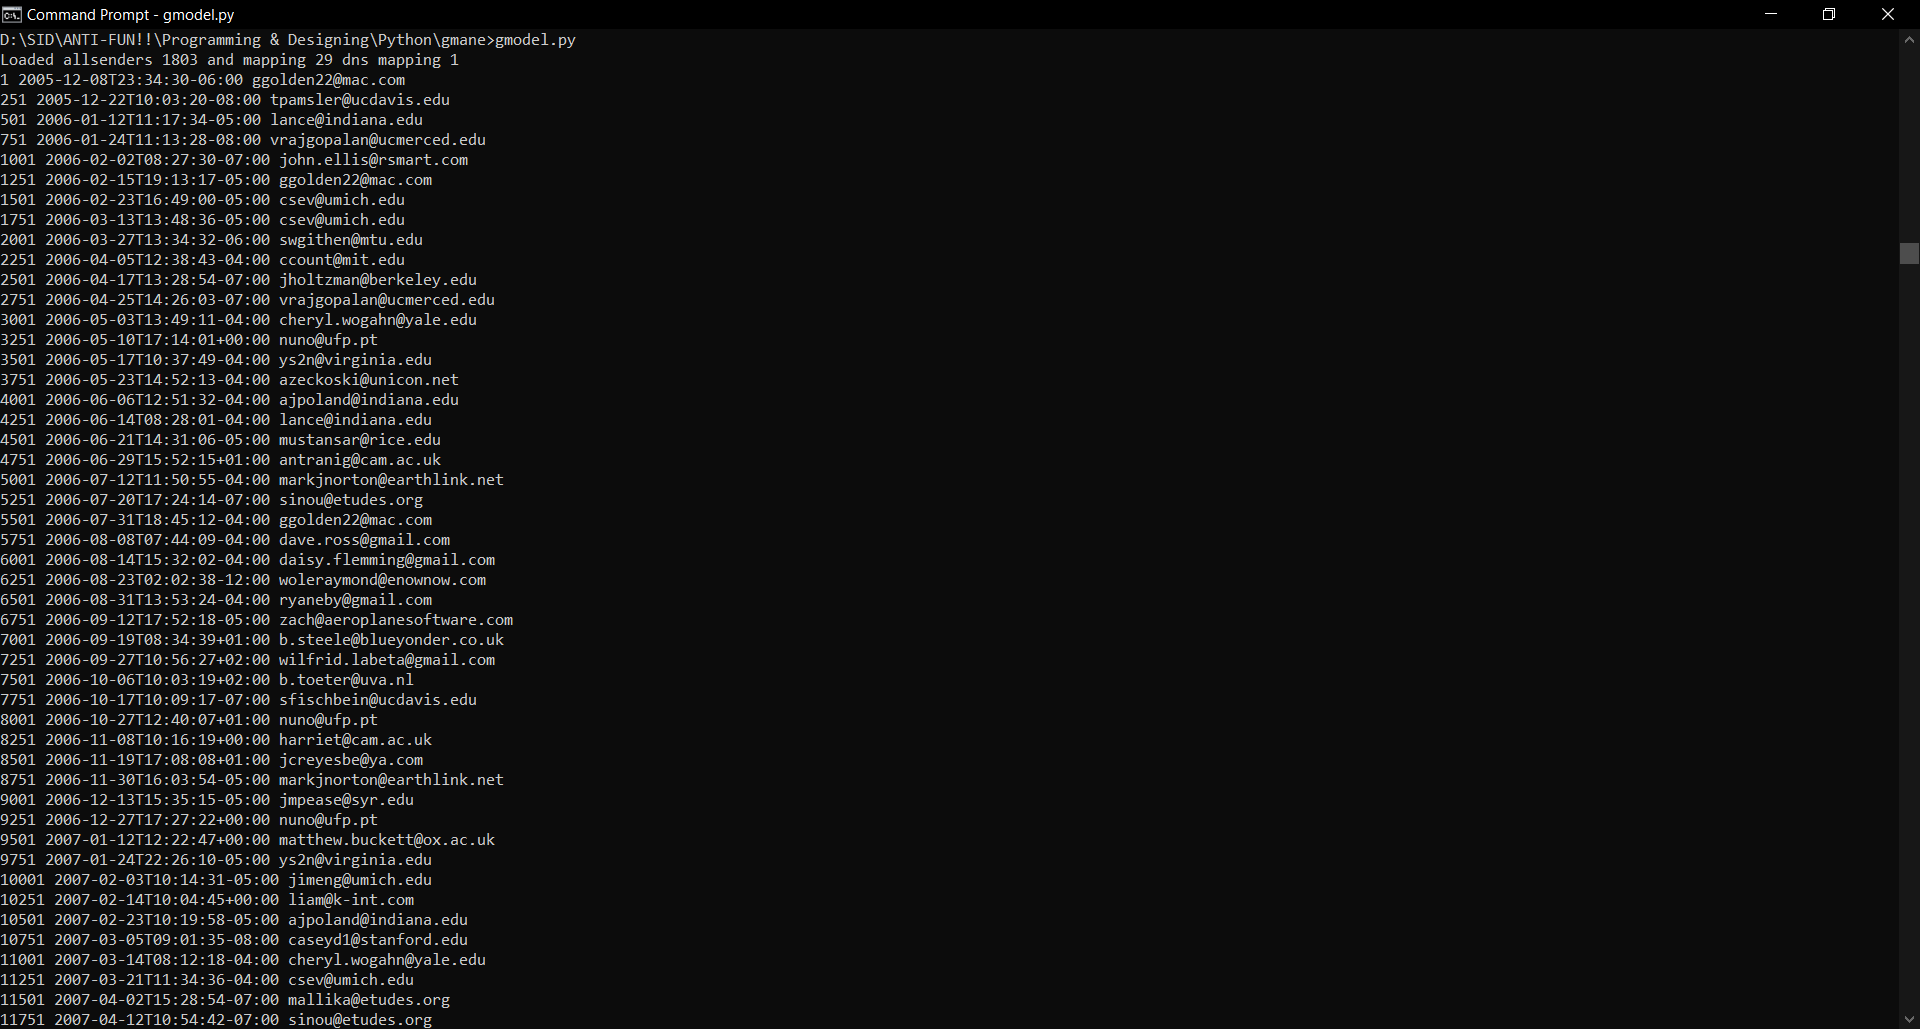 Command Prompt - gmodel.py
D:\SID\ANTI-FUN!!\Programming & Designing\Python\gmane>gmodel.py
Loaded allsenders 1803 and mapping 29 dns mapping 1
1 2005-12-08T23:34:30-06:00 ggolden22@mac.com
251 2005-12-22T10:03:20-08:00 tpamsler@ucdavis.edu
501 2006-01-12T11:17:34-05:00 lance@indiana.edu
751 2006-01-24T11:13:28-08:00 vrajgopalan@ucmerced.edu
1001 2006-02-02T08:27:30-07:00 john.ellis@rsmart.com
1251 2006-02-15T19:13:17-05:00 ggolden22@mac.com
1501 2006-02-23T16:49:00-05:00 csev@umich.edu
1751 2006-03-13T13:48:36-05:00 csev@umich.edu
2001 2006-03-27T13:34:32-06:00 swgithen@mtu.edu
2251 2006-04-05T12:38:43-04:00 ccount@mit.edu
2501 2006-04-17T13:28:54-07:00 jholtzman@berkeley.edu
2751 2006-04-25T14:26:03-07:00 vrajgopalan@ucmerced.edu
3001 2006-05-03T13:49:11-04:00 cheryl.wogahn@yale.edu
3251 2006-05-10T17:14:01+00:00 nuno@ufp.pt
3501 2006-05-17T10:37:49-04:00 ys2n@virginia.edu
3751 2006-05-23T14:52:13-04:00 azeckoski@unicon.net
4001 2006-06-06T12:51:32-04:00 ajpoland@indiana.edu
4251 2006-06-14T08:28:01-04:00 lance@indiana.edu
4501 2006-06-21T14:31:06-05:00 mustansar@rice.edu
4751 2006-06-29T15:52:15+01:00 antranig@cam.ac.uk
5001 2006-07-12T11:50:55-04:00 markjnorton@earthlink.net
5251 2006-07-20T17:24:14-07:00 sinou@etudes.org
5501 2006-07-31T18:45:12-04:00 ggolden22@mac.com
5751 2006-08-08T07:44:09-04:00 dave.ross@gmail.com
6001 2006-08-14T15:32:02-04:00 daisy.flemming@gmail.com
6251 2006-08-23T02:02:38-12:00 woleraymond@enownow.com
6501 2006-08-31T13:53:24-04:00 ryaneby@gmail.com
6751 2006-09-12T17:52:18-05:00 zach@aeroplanesoftware.com
7001 2006-09-19T08:34:39+01:00 b.steele@blueyonder.co.uk
7251 2006-09-27T10:56:27+02:00 wilfrid.labeta@gmail.com
7501 2006-10-06T10:03:19+02:00 b.toeter@uva.nl
7751 2006-10-17T10:09:17-07:00 sfischbein@ucdavis.edu
8001 2006-10-27T12:40:07+01:00 nuno@ufp.pt
8251 2006-11-08T10:16:19+00:00 harriet@cam.ac.uk
8501 2006-11-19T17:08:08+01:00 jcreyesbe@ya.com
8751 2006-11-30T16:03:54-05:00 markjnorton@earthlink.net
9001 2006-12-13T15:35:15-05:00 jmpease@syr.edu
9251 2006-12-27T17:27:22+00:00 nuno@ufp.pt
9501 2007-01-12T12:22:47+00:00 matthew.buckett@ox.ac.uk
9751 2007-01-24T22:26:10-05:00 ys2n@virginia.edu
10001 2007-02-03T10:14:31-05:00 jimeng@umich.edu
10251 2007-02-14T10:04:45+00:00 liam@k-int.com
10501 2007-02-23T10:19:58-05:00 ajpoland@indiana.edu
10751 2007-03-05T09:01:35-08:00 caseyd1@stanford.edu
11001 2007-03-14T08:12:18-04:00 cheryl.wogahn@yale.edu
11251 2007-03-21T11:34:36-04:00 csev@umich.edu
11501 2007-04-02T15:28:54-07:00 mallika@etudes.org
11751 2007-04-12T10:54:42-07:00 sinou@etudes.org